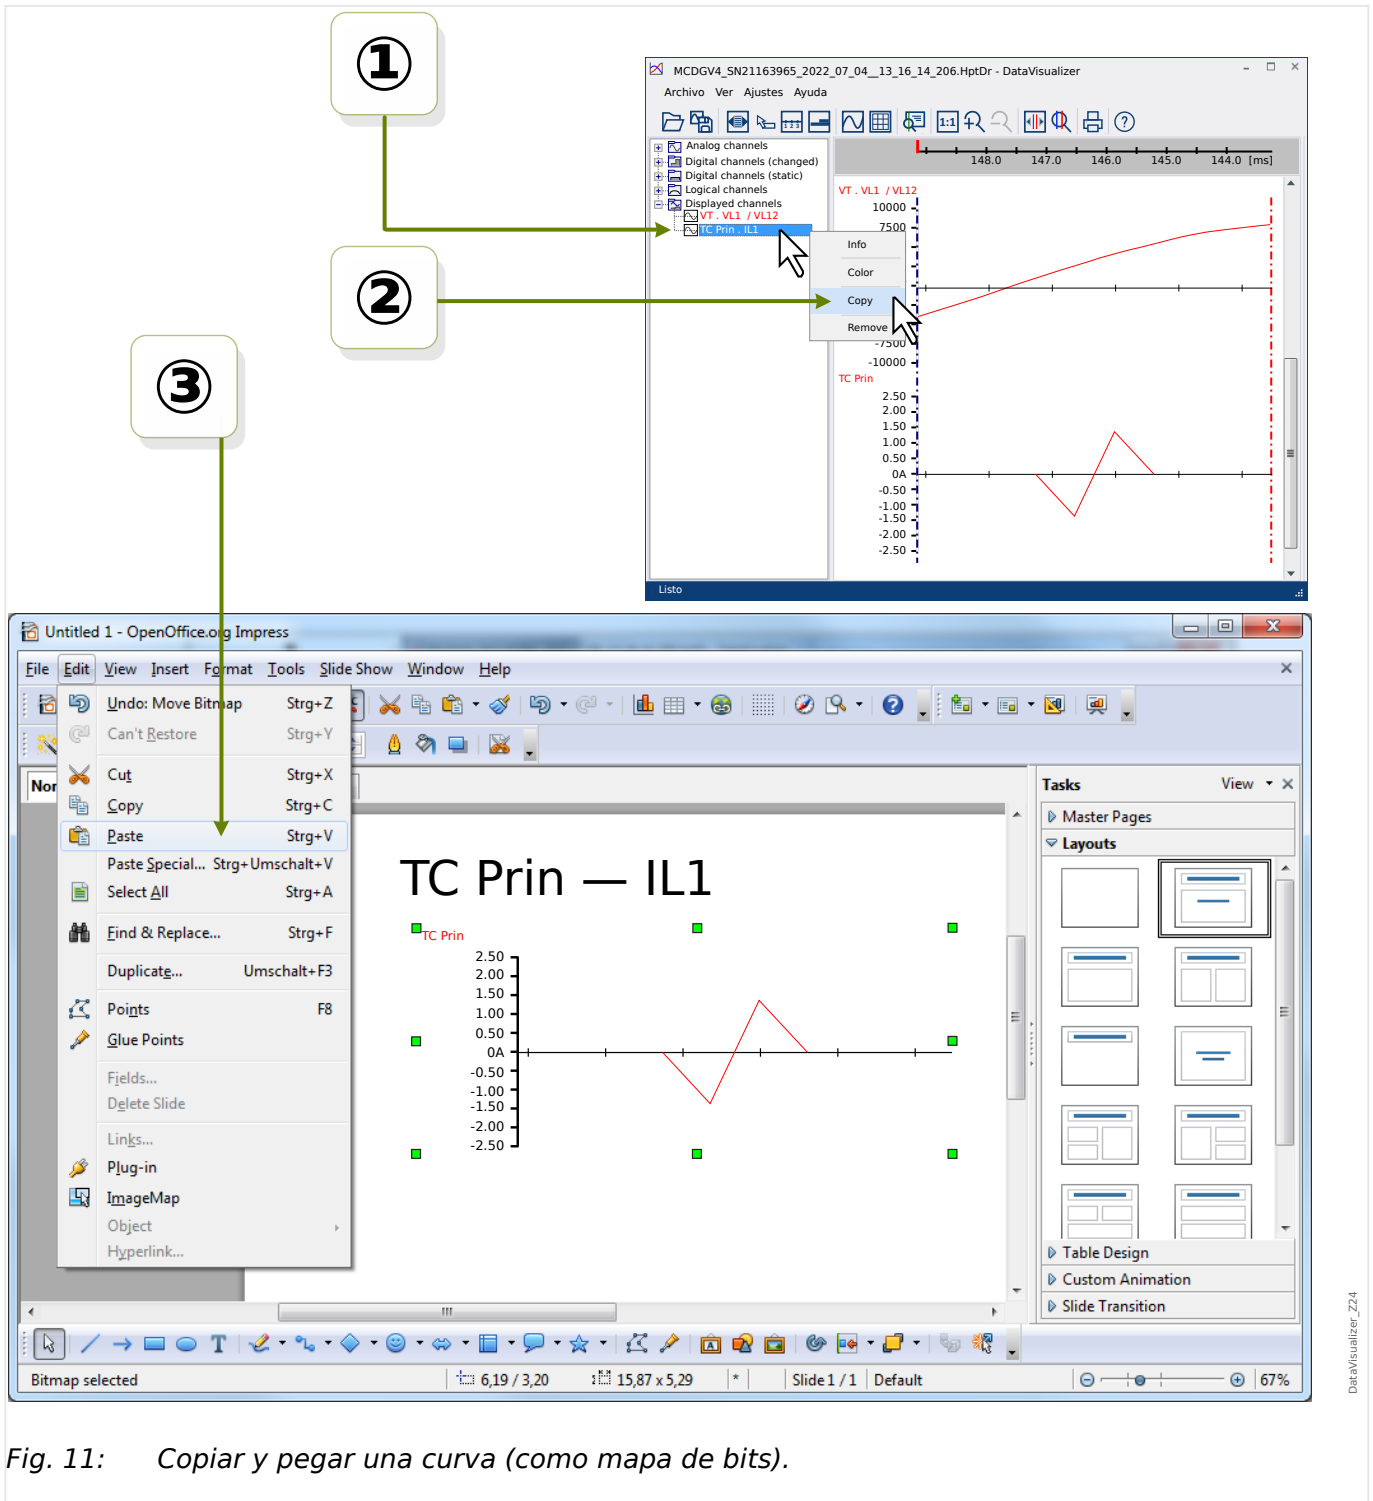 ①
MCDGV4_SN21163965_2022_07_04__13_16_14_206.HptDr - DataVisualizer
Archivo Ver Ajustes Ayuda
1 2 3
1:1
Analog channels
Digital channels (changed)
Digital channels (static)
Logical channels
Displayed channels
VT . VL1 / VL12
TC Prin . IL1
148.0 147.0 146.0 145.0 144.0 [ms]
VT . VL1 / VL12
10000
7500
Info
Color
Copy
Remove
-7500
-10000
TC Prin
2.50
2.00
1.50
1.00
0.50
0A
-0.50
-1.00
-1.50
-2.00
-2.50
Listo
②
③
Untitled 1 - OpenOffice.org Impress
File Edit View Insert Format Tools Slide Show Window Help
Undo: Move Bitmap Strg+Z
Can't Restore Strg+Y
Cut Strg+X
Copy Strg+C
Paste Strg+V
Paste Special... Strg+Umschalt+V
Select All Strg+A
Find & Replace... Strg+F
Duplicate... Umschalt+F3
Points F8
Glue Points
Fields...
Delete Slide
Links...
Plug-in
ImageMap
Object
Hyperlink...
Nor
TC Prin — IL1
TC Prin
2.50
2.00
1.50
1.00
0.50
0A
-0.50
-1.00
-1.50
-2.00
-2.50
Tasks View
Master Pages
Layouts
Table Design
Custom Animation
Slide Transition
Bitmap selected 6,19 / 3,20 15,87 x 5,29 * Slide 1 / 1 Default 67%
DataVisualizer_Z24
Fig. 11: Copiar y pegar una curva (como mapa de bits).